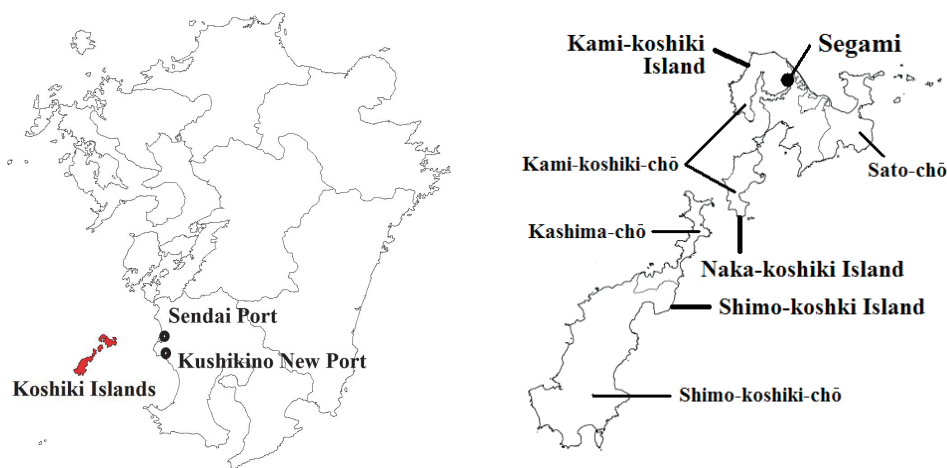 Sendai Port
Kushikino New Port
Koshiki Islands
Kami-koshiki
Island
Segami
Kami-koshiki-chō
Sato-chō
Kashima-chō
Naka-koshiki Island
Shimo-koshki Island
Shimo-koshiki-chō